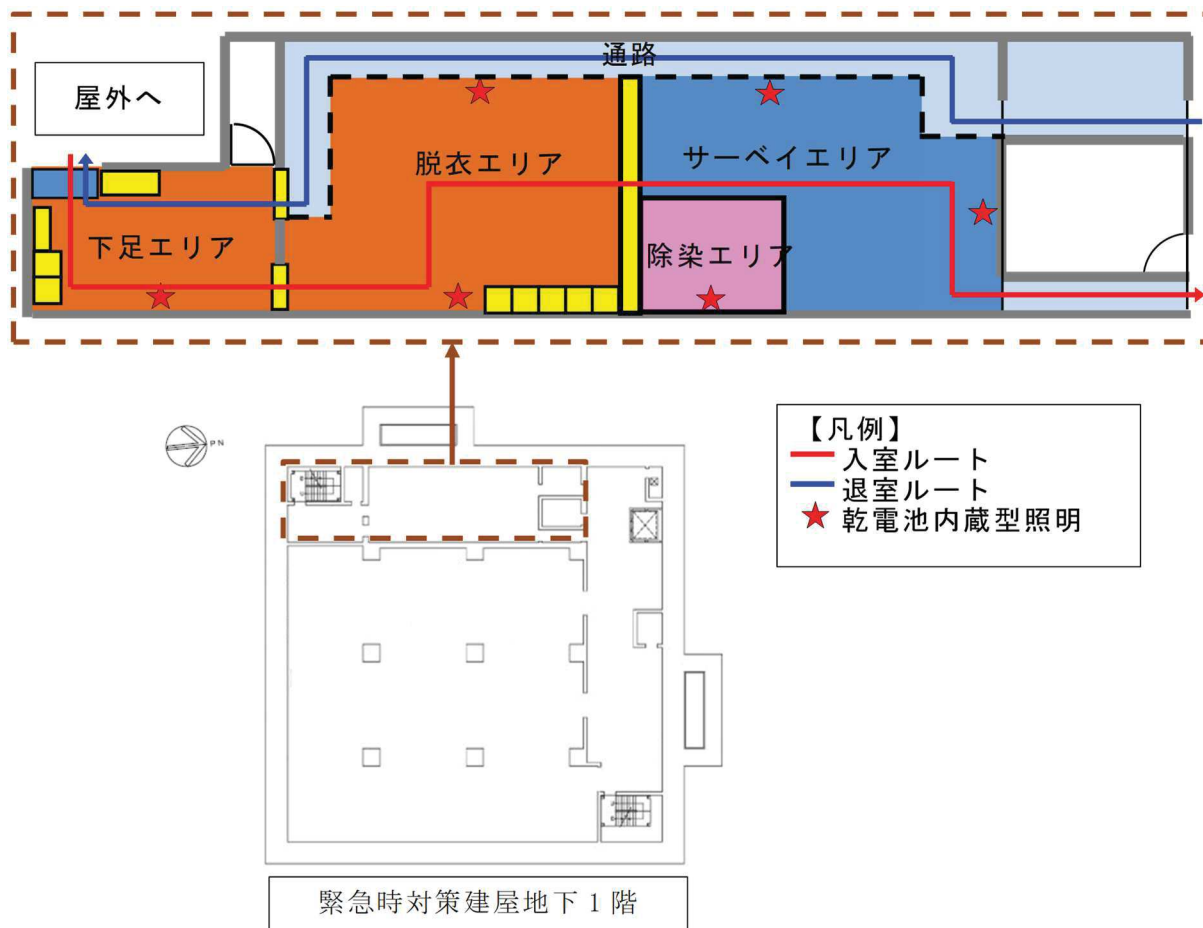 通路
屋外へ
脱衣エリア
サーベイエリア
下足エリア
除染エリア
PN
【凡例】
入室ルート
退室ルート
乾電池内蔵型照明
緊急時対策建屋地下1階